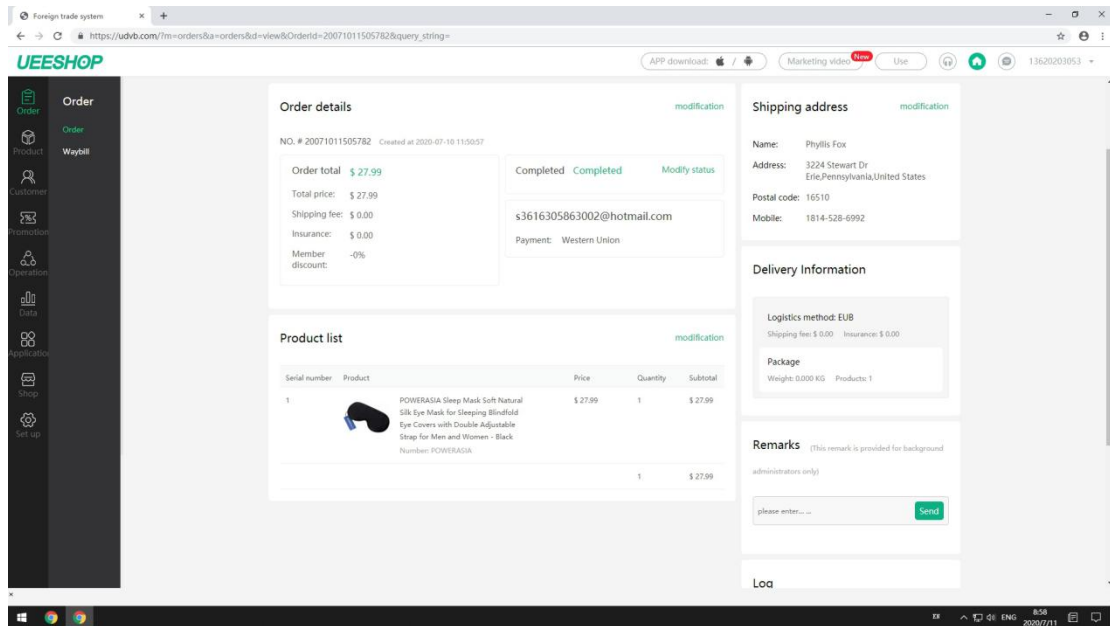 Foreign trade system
https://udvb.com/?m=orders&a=orders&d=view&OrderId=20071011505782&query_string=
UEESHOP
APP download: /
Marketing video
New
Use
13620203053
Order
Product
Customer
Promotion
Operation
Data
Application
Shop
Set up
Order
Order
Waybill
Order details
modification
NO. # 20071011505782 Created at 2020-07-10 11:50:57
Order total $ 27.99
Total price: $ 27.99
Shipping fee: $ 0.00
Insurance: $ 0.00
Member discount: -0%
Completed Completed Modify status
s3616305863002@hotmail.com
Payment: Western Union
Product list
modification
Serial number Product Price Quantity Subtotal
1 POWERASIA Sleep Mask Soft Natural $ 27.99 1 $ 27.99
Silk Eye Mask for Sleeping Blindfold
Eye Covers with Double Adjustable
Strap for Men and Women - Black
Number: POWERASIA
1 $ 27.99
Shipping address modification
Name: Phyllis Fox
Address: 3224 Stewart Dr
Erie,Pennsylvania,United States
Postal code: 16510
Mobile: 1814-528-6992
Delivery Information
Logistics method: EUB
Shipping fee: $ 0.00 Insurance: $ 0.00
Package
Weight: 0.000 KG Products: 1
Remarks (This remark is provided for background
administrators only)
please enter... ...
Send
Log
ENG
8:58
2020/7/11